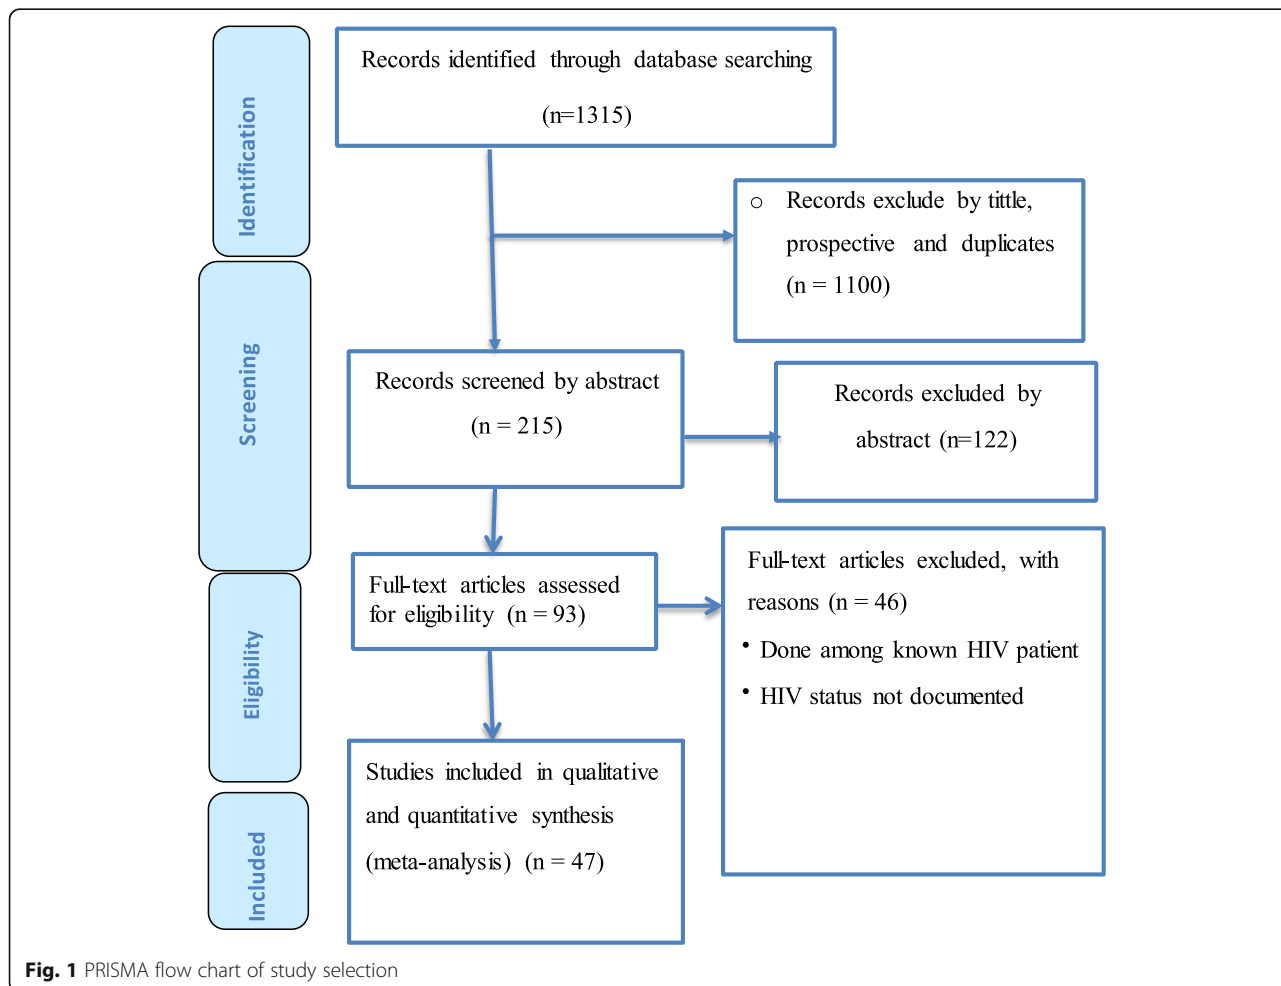 Identification
Records identified through database searching
(n=1315)
o Records exclude by tittle,
prospective and duplicates
(n = 1100)
Screening
Records screened by abstract
(n = 215)
Records excluded by
abstract (n=122)
Eligibility
Full-text articles assessed
for eligibility (n = 93)
Full-text articles excluded, with
reasons (n = 46)
• Done among known HIV patient
• HIV status not documented
Included
Studies included in qualitative
and quantitative synthesis
(meta-analysis) (n = 47)
Fig. 1 PRISMA flow chart of study selection